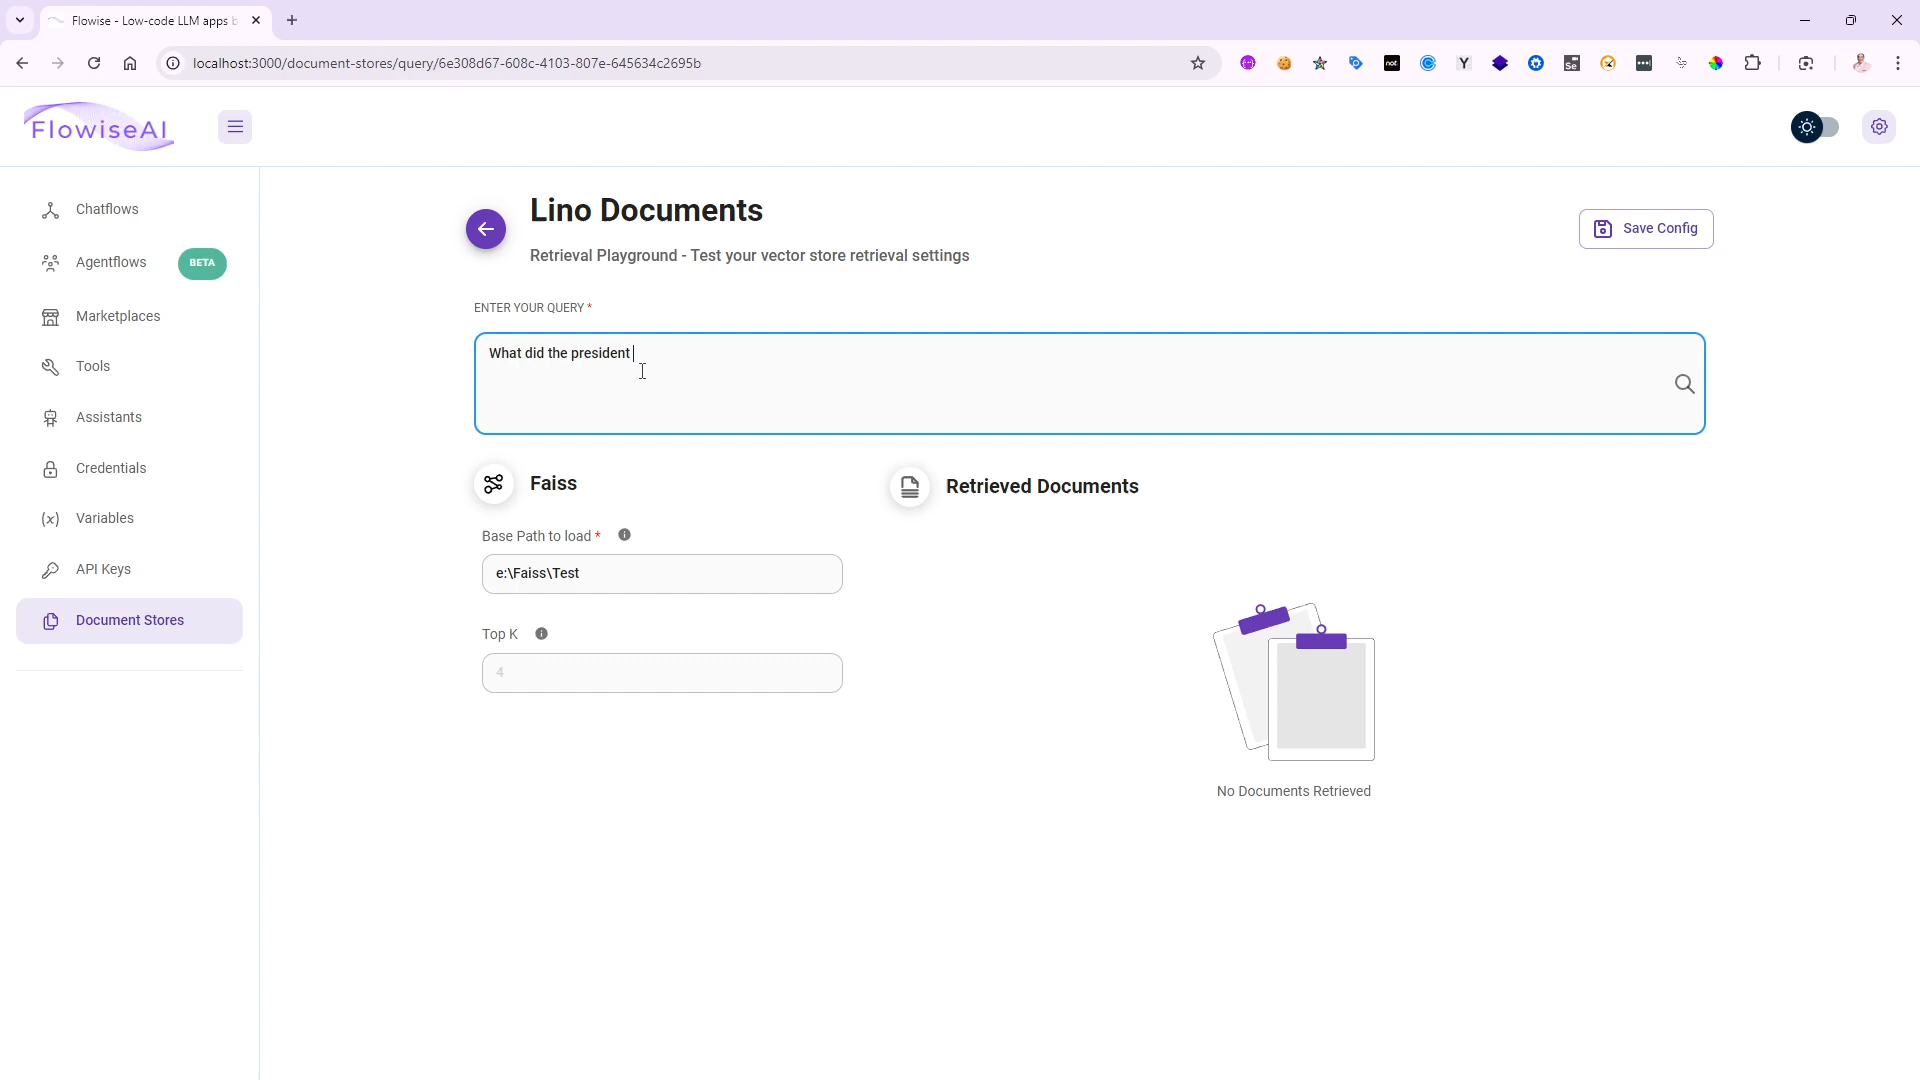 Flowise - Low-code LLM apps b
localhost:3000/document-stores/query/6e308d67-608c-4103-807e-645634c2695b
not
Y
Se
FlowiseAI
Chatflows
Agentflows
BETA
Marketplaces
Tools
Assistants
Credentials
(x) Variables
API Keys
Document Stores
Lino Documents
Retrieval Playground - Test your vector store retrieval settings
Save Config
ENTER YOUR QUERY *
What did the president
Faiss
Base Path to load *
e:\Faiss\Test
Top K
4
Retrieved Documents
No Documents Retrieved